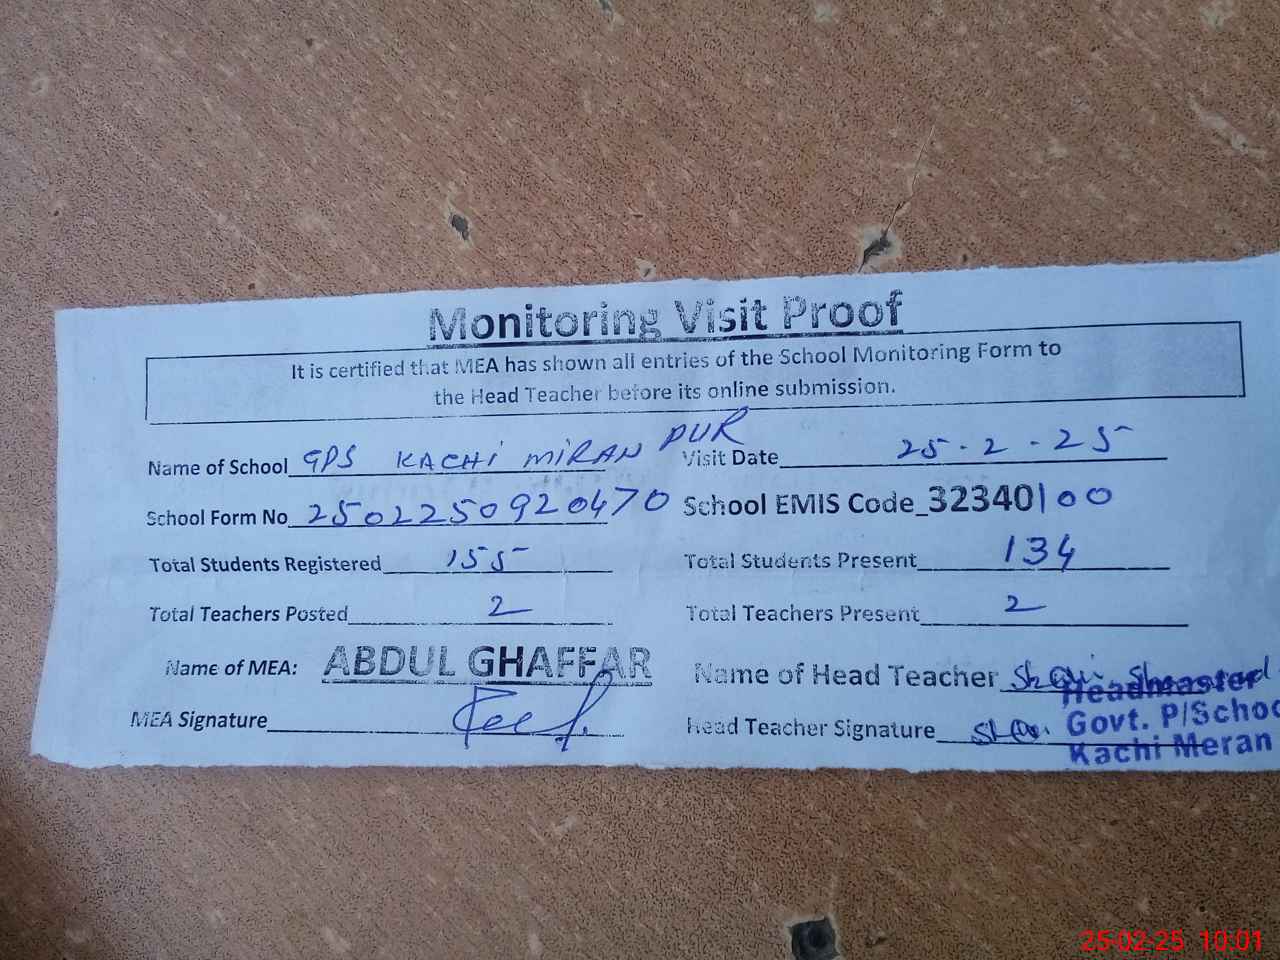 Monitoring Visit Proof
It is certified that MEA has shown all entries of the School Monitoring Form to
the Head Teacher before its online submission.
Name of School GPS KACHI MIRAN PUR Visit Date 25-2-25
School Form No 2502250920470 School EMIS Code_32340100
Total Students Registered 155 Total Students Present 134
Total Teachers Posted 2 Total Teachers Present 2
Name of MEA: ABDUL GHAFFAR Name of Head Teacher
Headmaster
MEA Signature Head Teacher Signature
Govt. P/Schoo
Kachi Meran
25-02-25 10:01